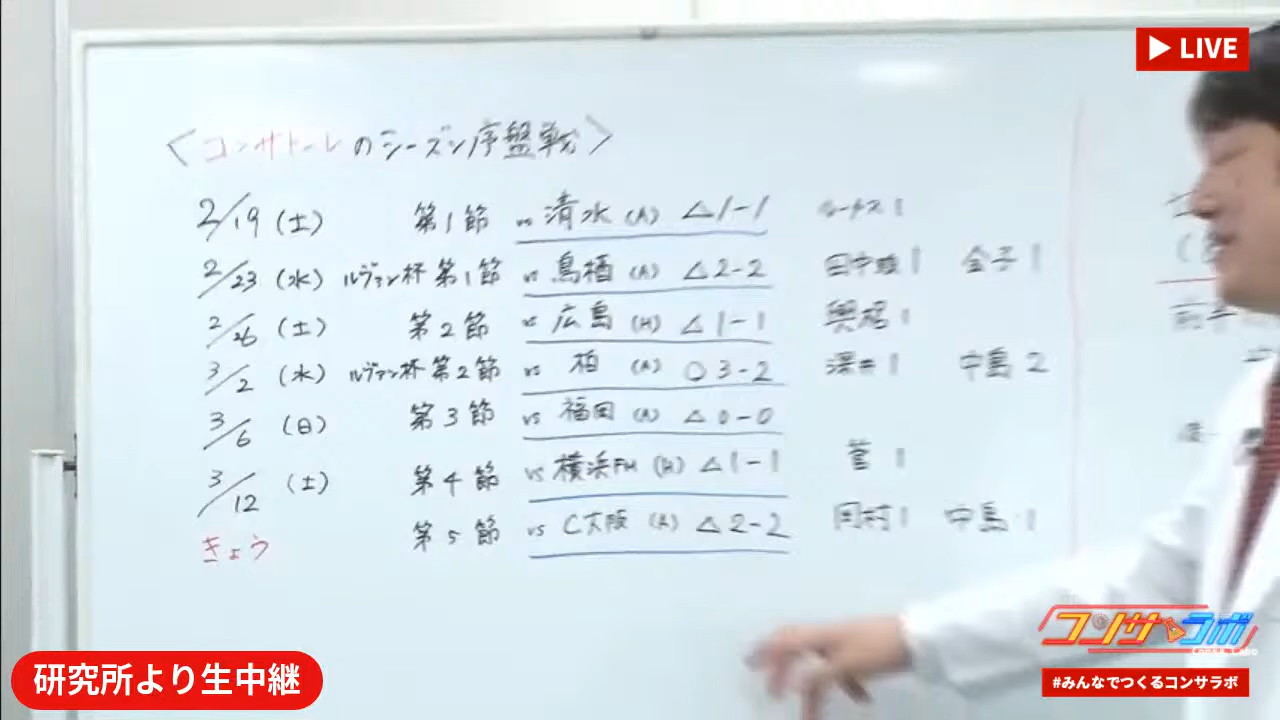 LIVE
＜コンサドーレのシーズン序盤戦＞
2/19（土） 第1節 vs 清水（A）△1-1 ルーカス1
2/23（水）ルヴァン杯 第1節 vs 鳥栖（A）△2-2 田中駿1 金子1
2/26（土） 第2節 vs 広島（H）△1-1 興梠1
3/2（水）ルヴァン杯 第2節 vs 柏（A）○3-2 深井1 中島2
3/6（日） 第3節 vs 福岡（A）△0-0
3/12（土） 第4節 vs 横浜FM（H）△1-1 菅1
きょう 第5節 vs C大阪（A）△2-2 岡村1 中島1
前半
コンサラボ
Consa Labo
#みんなでつくるコンサラボ
研究所より生中継